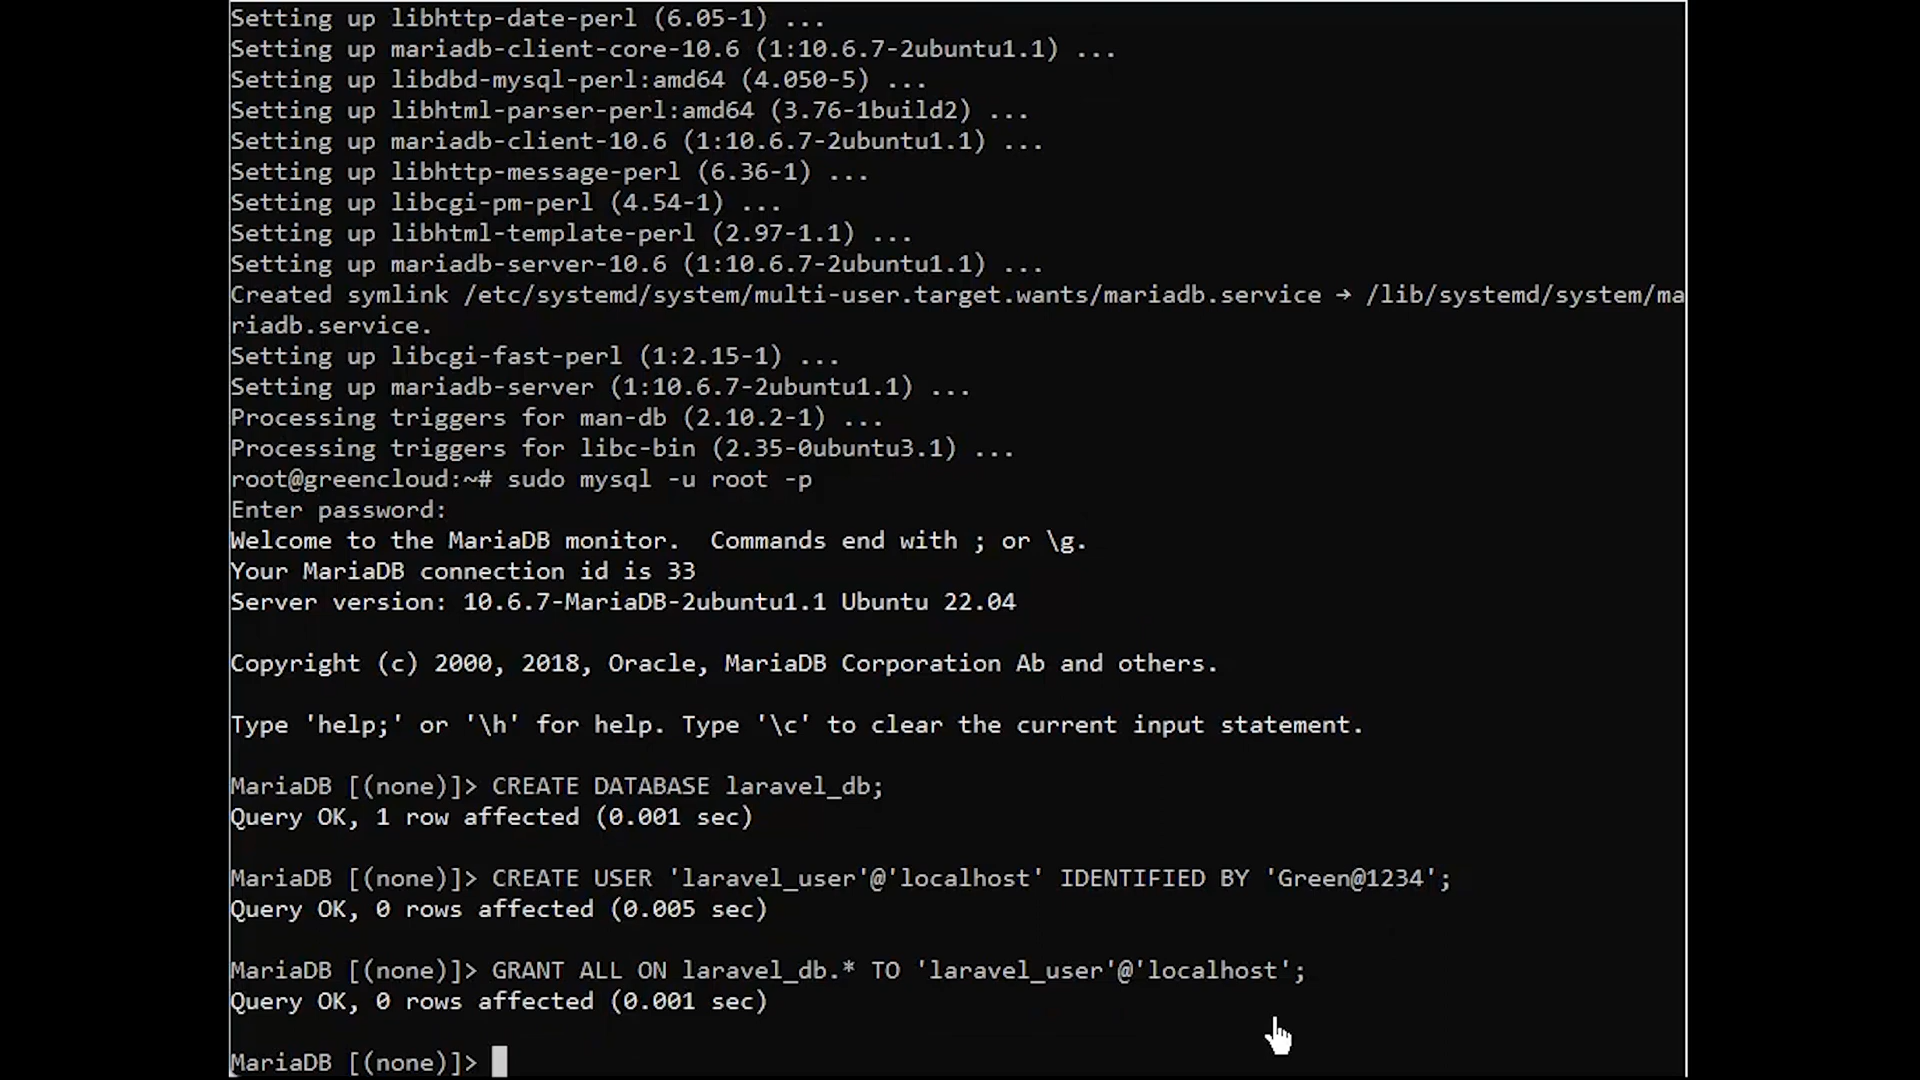 Setting up libhttp-date-perl (6.05-1) ...
Setting up mariadb-client-core-10.6 (1:10.6.7-2ubuntu1.1) ...
Setting up libdbd-mysql-perl:amd64 (4.050-5) ...
Setting up libhtml-parser-perl:amd64 (3.76-1build2) ...
Setting up mariadb-client-10.6 (1:10.6.7-2ubuntu1.1) ...
Setting up libhttp-message-perl (6.36-1) ...
Setting up libcgi-pm-perl (4.54-1) ...
Setting up libhtml-template-perl (2.97-1.1) ...
Setting up mariadb-server-10.6 (1:10.6.7-2ubuntu1.1) ...
Created symlink /etc/systemd/system/multi-user.target.wants/mariadb.service → /lib/systemd/system/ma
riadb.service.
Setting up libcgi-fast-perl (1:2.15-1) ...
Setting up mariadb-server (1:10.6.7-2ubuntu1.1) ...
Processing triggers for man-db (2.10.2-1) ...
Processing triggers for libc-bin (2.35-0ubuntu3.1) ...
root@greencloud:~# sudo mysql -u root -p
Enter password:
Welcome to the MariaDB monitor.  Commands end with ; or \g.
Your MariaDB connection id is 33
Server version: 10.6.7-MariaDB-2ubuntu1.1 Ubuntu 22.04
Copyright (c) 2000, 2018, Oracle, MariaDB Corporation Ab and others.
Type 'help;' or '\h' for help. Type '\c' to clear the current input statement.
MariaDB [(none)]> CREATE DATABASE laravel_db;
Query OK, 1 row affected (0.001 sec)
MariaDB [(none)]> CREATE USER 'laravel_user'@'localhost' IDENTIFIED BY 'Green@1234';
Query OK, 0 rows affected (0.005 sec)
MariaDB [(none)]> GRANT ALL ON laravel_db.* TO 'laravel_user'@'localhost';
Query OK, 0 rows affected (0.001 sec)
MariaDB [(none)]>